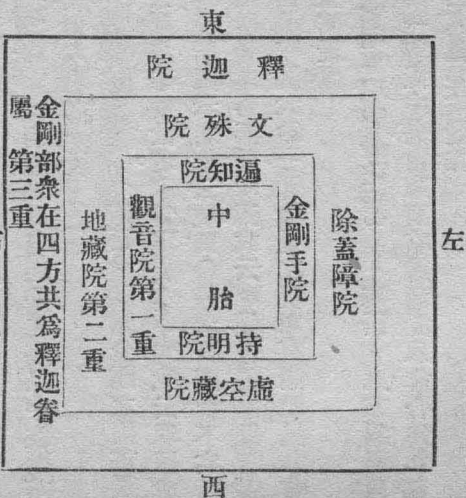 東
釋迦院
文殊院
遍知院
中胎
左
除蓋障院
金剛手院
觀音院第一重
地藏院第二重
金剛部衆在四方共爲釋迦眷
屬 第三重
持明院
虛空藏院
西